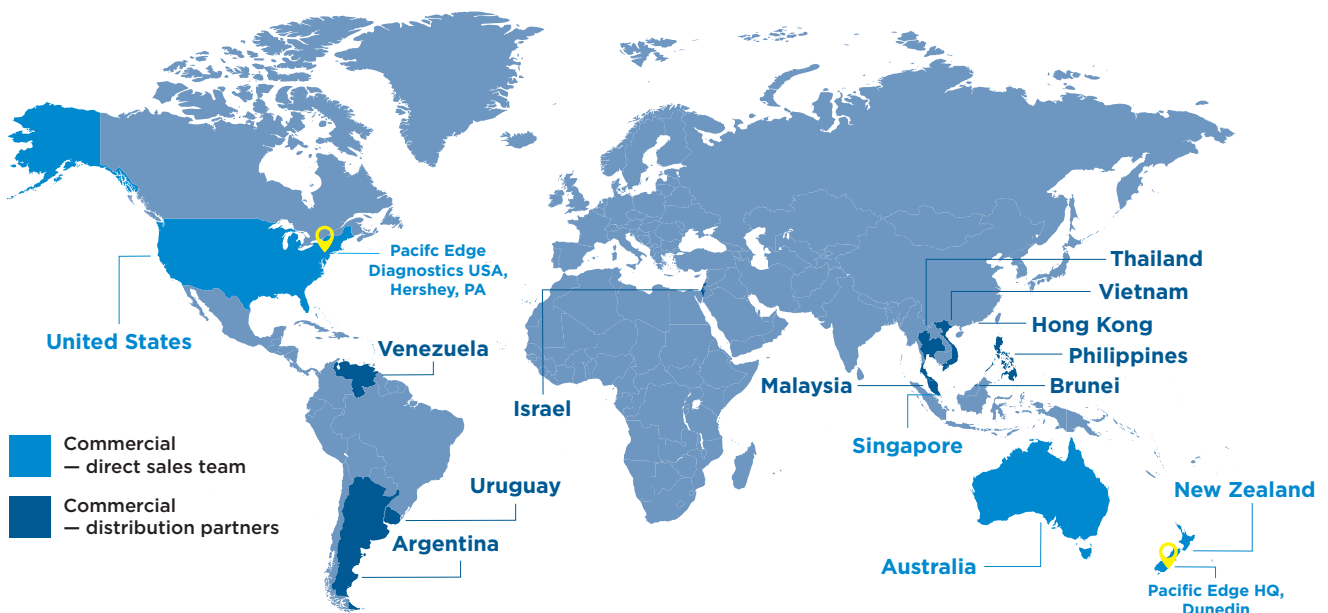 Pacifc Edge
Diagnostics USA,
Hershey, PA
United States
Venezuela
Israel
Thailand
Vietnam
Hong Kong
Philippines
Malaysia
Brunei
Singapore
Commercial
— direct sales team
Commercial
— distribution partners
Uruguay
Argentina
New Zealand
Australia
Pacific Edge HQ,
Dunedin